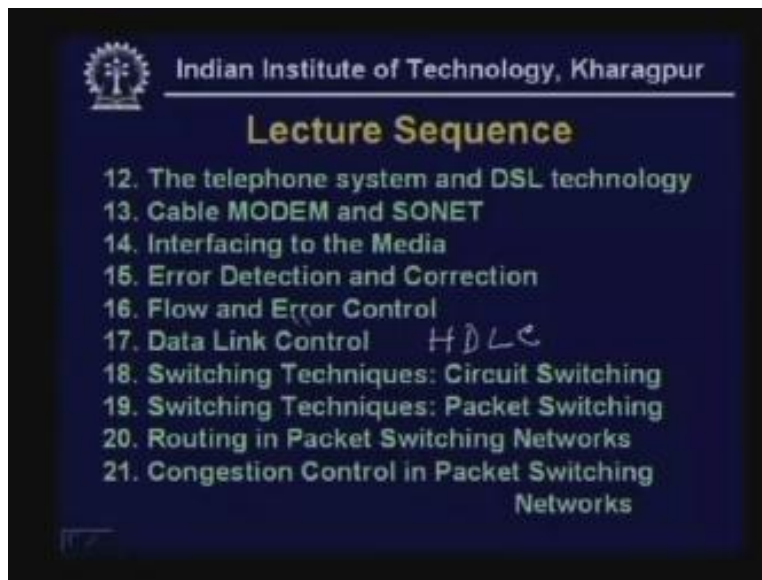 Indian Institute of Technology, Kharagpur
Lecture Sequence
12. The telephone system and DSL technology
13. Cable MODEM and SONET
14. Interfacing to the Media
15. Error Detection and Correction
16. Flow and Error Control
17. Data Link Control HDLC
18. Switching Techniques: Circuit Switching
19. Switching Techniques: Packet Switching
20. Routing in Packet Switching Networks
21. Congestion Control in Packet Switching
Networks